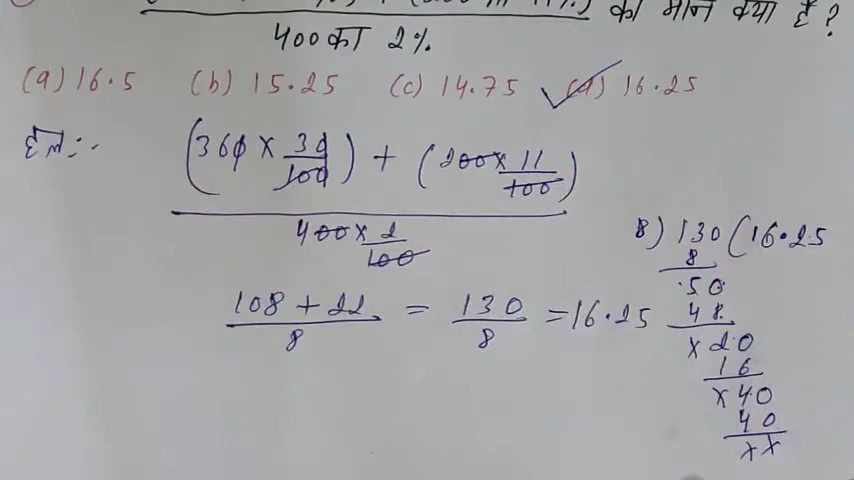 का मान क्या है ?
400 का 2%
(a) 16.5 (b) 15.25 (c) 14.75 (d) 16.25
हल :-
(360 × 30/100) + (200 × 11/100)
400 × 2/100
108 + 22 / 8 = 130 / 8 = 16.25
8) 130 (16.25
8
50
48
×20
16
×40
40
××